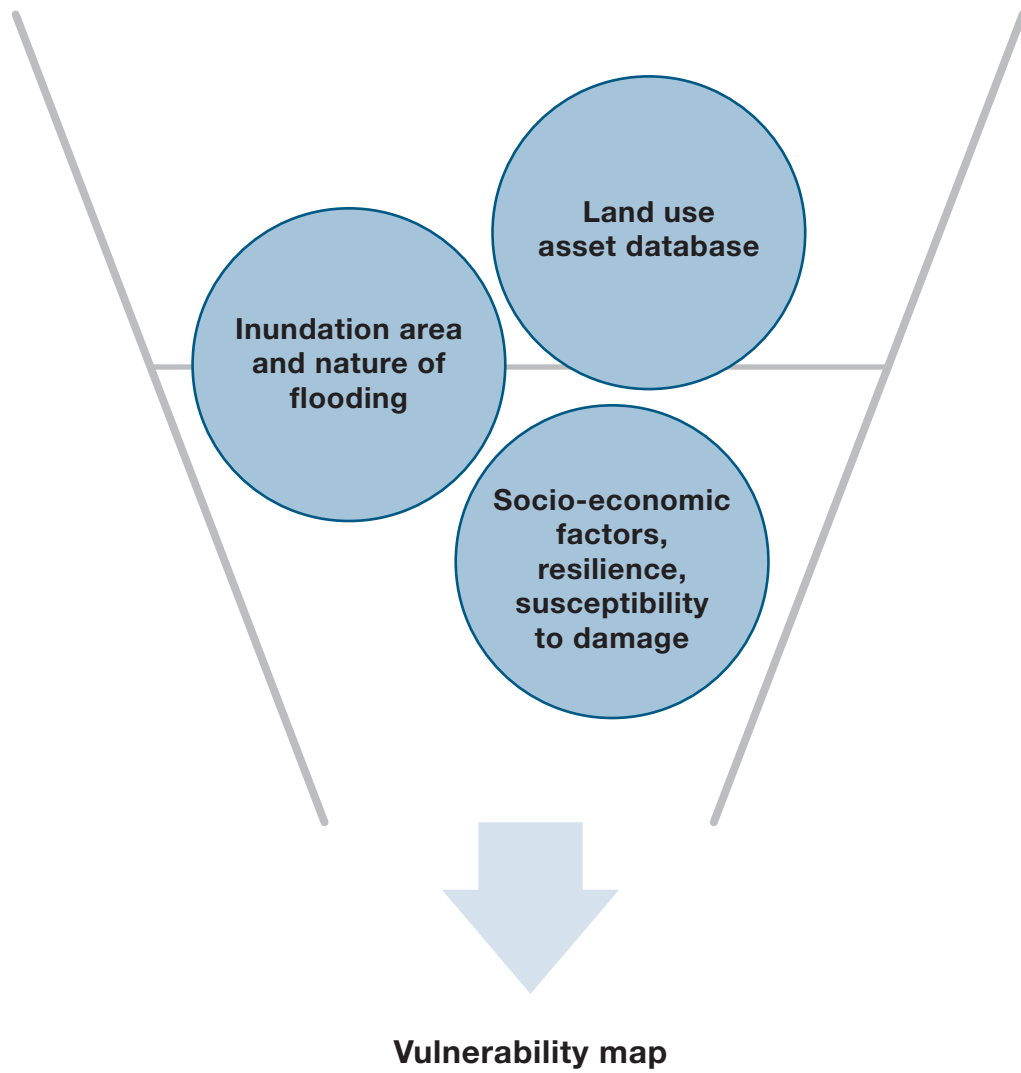 Land use
asset database
Inundation area
and nature of
flooding
Socio-economic
factors,
resilience,
susceptibility
to damage
Vulnerability map